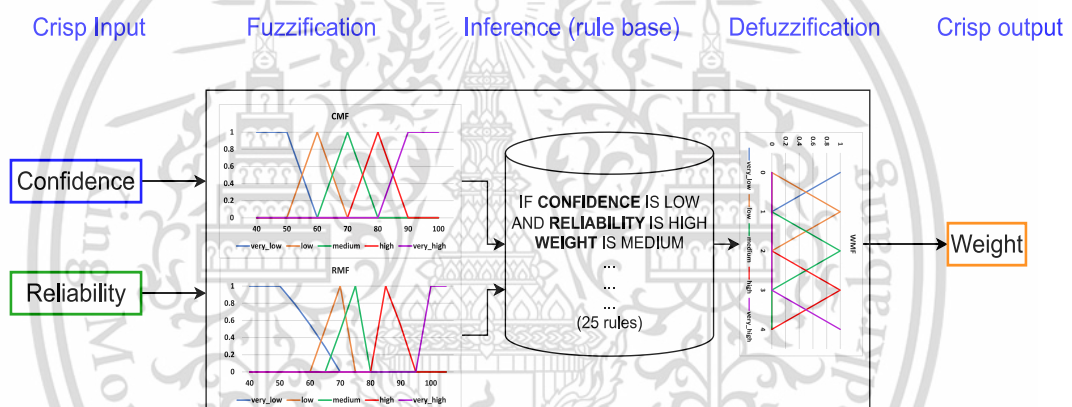 Crisp Input
Fuzzification
Inference (rule base)
Defuzzification
Crisp output
Confidence
Reliability
CMF
1
0.8
0.6
0.4
0.2
0
40 50 60 70 80 90 100
very_low low medium high very_high
RMF
1
0.8
0.6
0.4
0.2
0
40 50 60 70 80 90 100
very_low low medium high very_high
IF CONFIDENCE IS LOW
AND RELIABILITY IS HIGH
WEIGHT IS MEDIUM
...
...
...
(25 rules)
WMF
1
0.8
0.6
0.4
0.2
0
0 1 2 3 4
very_low low medium high very_high
Weight
King Mo